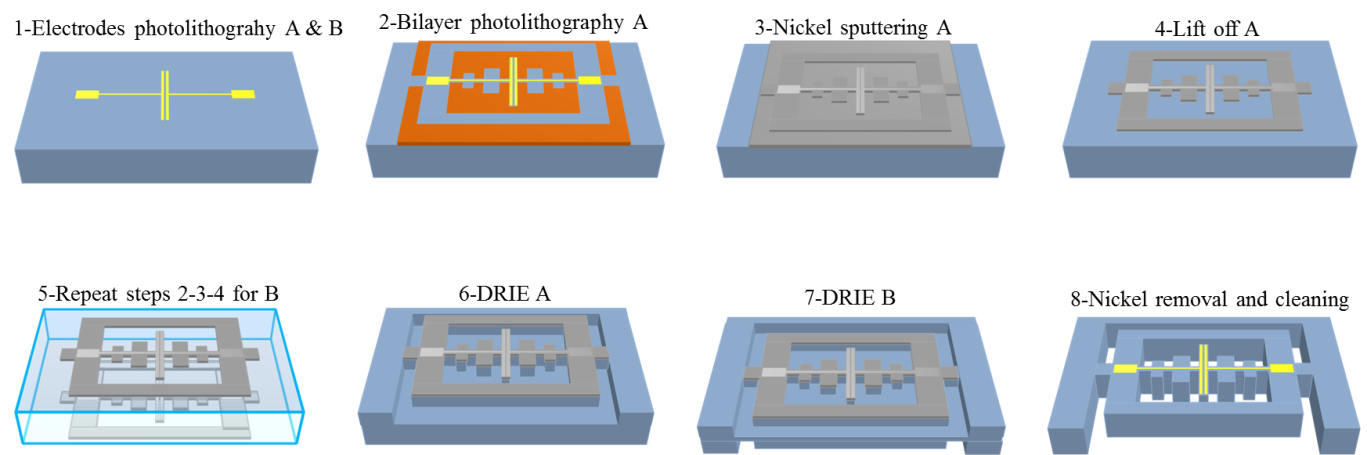 1-Electrodes photolithograhy A & B
2-Bilayer photolithography A
3-Nickel sputtering A
4-Lift off A
5-Repeat steps 2-3-4 for B
6-DRIE A
7-DRIE B
8-Nickel removal and cleaning